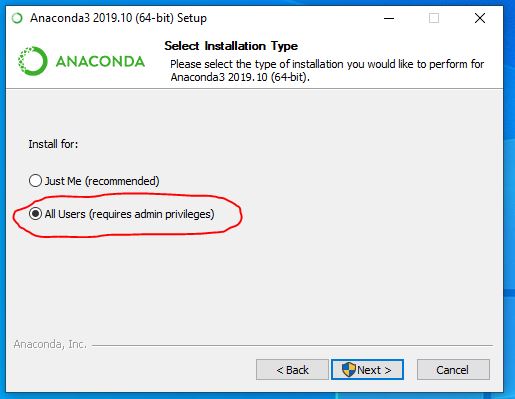 Anaconda3 2019.10 (64-bit) Setup
ANACONDA
Select Installation Type
Please select the type of installation you would like to perform for
Anaconda3 2019.10 (64-bit).
Install for:
Just Me (recommended)
All Users (requires admin privileges)
Anaconda, Inc.
< Back
Next >
Cancel